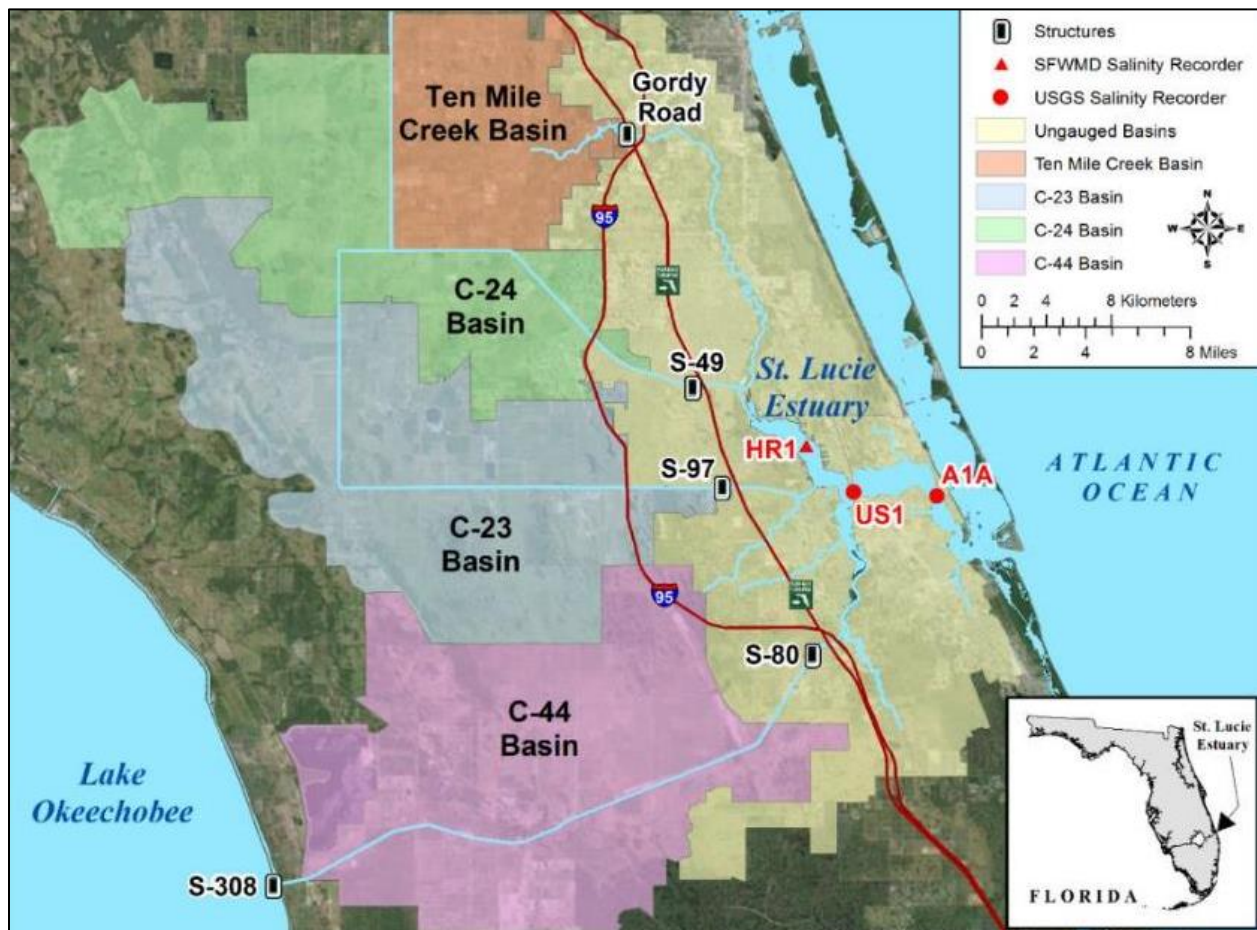 Structures
SFWMD Salinity Recorder
USGS Salinity Recorder
Ungauged Basins
Ten Mile Creek Basin
C-23 Basin
C-24 Basin
C-44 Basin
N
W
E
S
0 2 4 8 Kilometers
0 2 4 8 Miles
Gordy
Road
Ten Mile
Creek Basin
95
C-24
Basin
S-49
St. Lucie
Estuary
HR1
S-97
A1A
US1
ATLANTIC
OCEAN
C-23
Basin
95
S-80
C-44
Basin
Lake
Okeechobee
S-308
St. Lucie
Estuary
FLORIDA